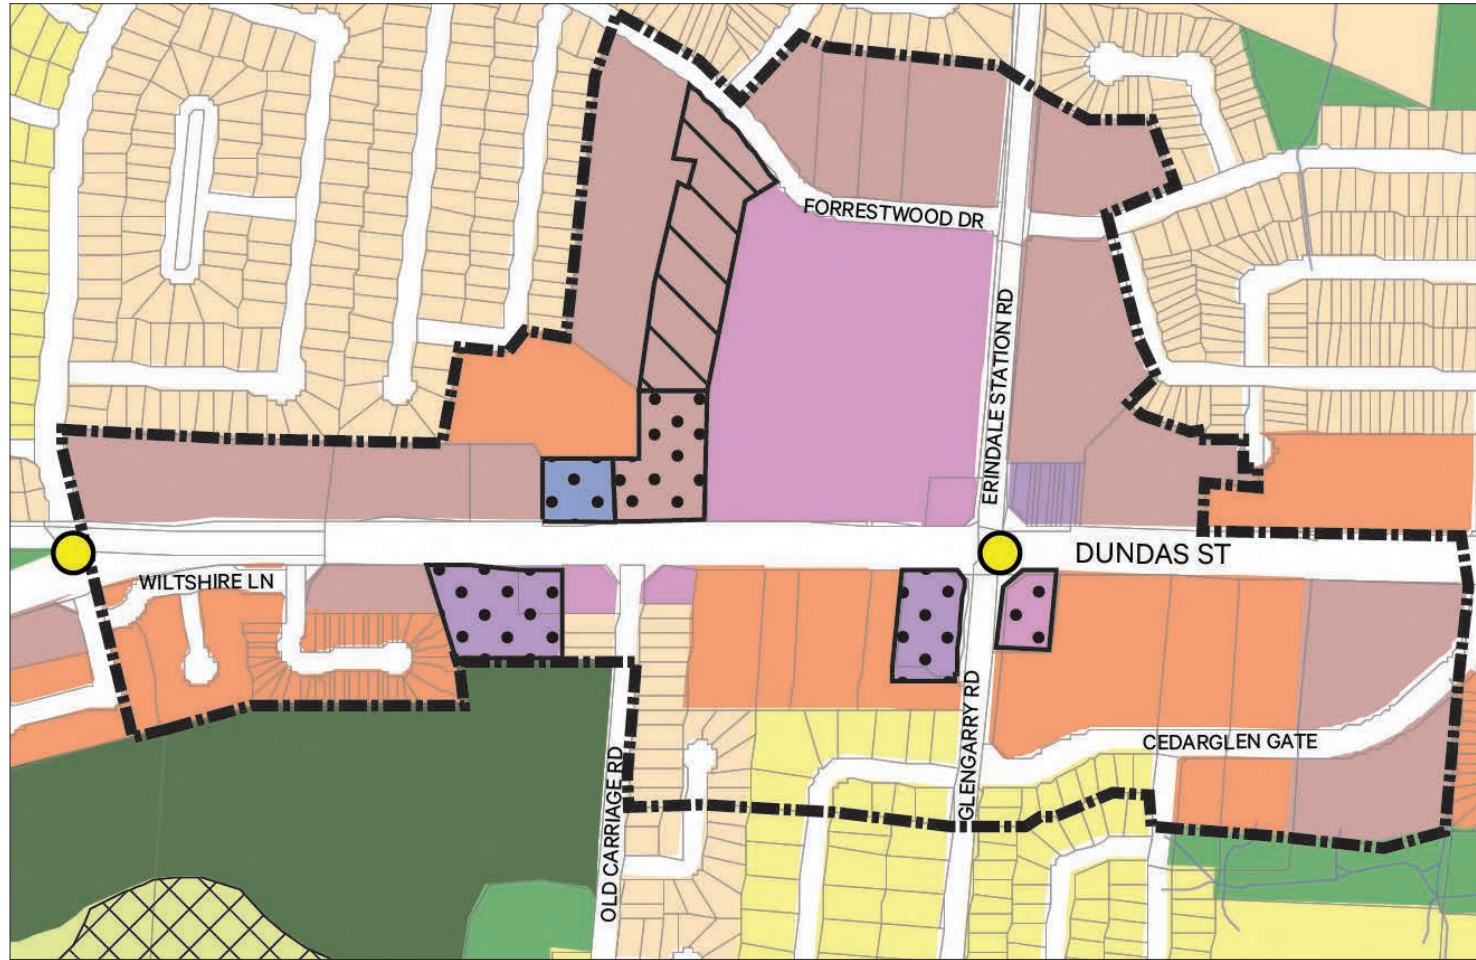 FORRESTWOOD DR
ERINDALE STATION RD
DUNDAS ST
WILTSHIRE LN
GLENGARRY RD
CEDARGLEN GATE
OLD CARRIAGE RD